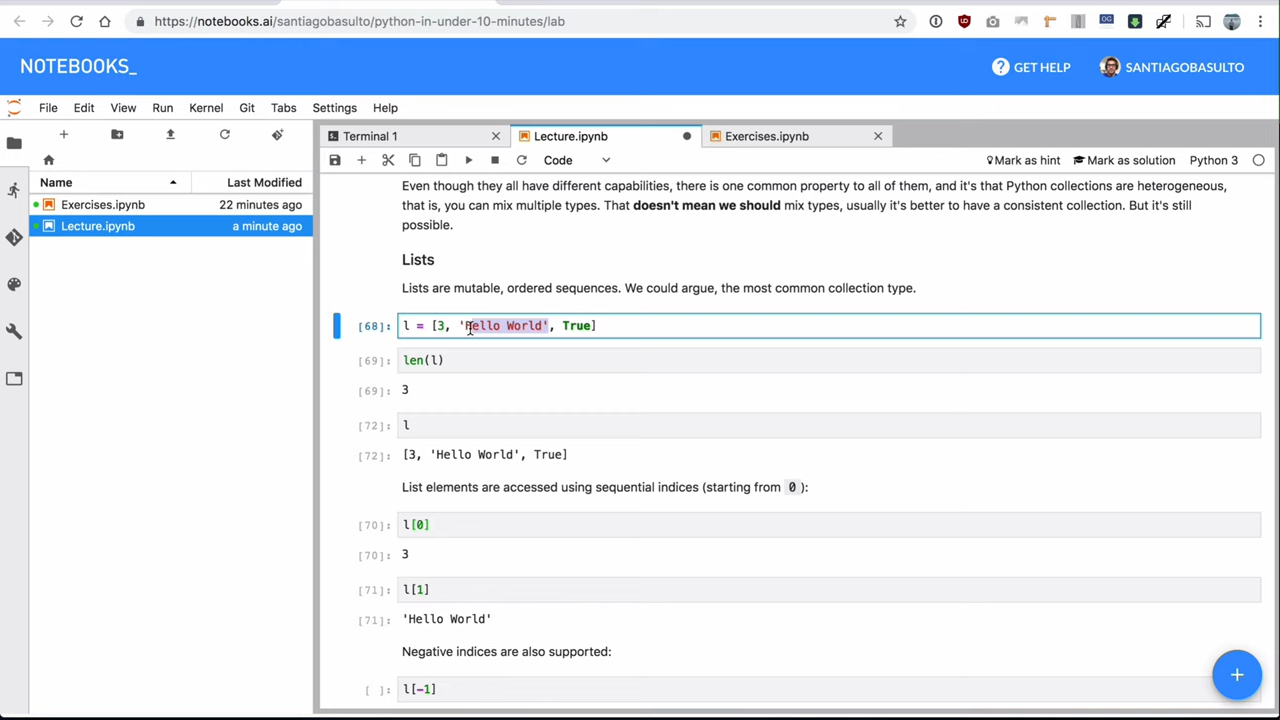 https://notebooks.ai/santiagobasulto/python-in-under-10-minutes/lab
NOTEBOOKS_
GET HELP
SANTIAGOBASULTO
File Edit View Run Kernel Git Tabs Settings Help
Terminal 1
Lecture.ipynb
Exercises.ipynb
Code
Mark as hint
Mark as solution
Python 3
Name
Last Modified
Exercises.ipynb 22 minutes ago
Lecture.ipynb a minute ago
Even though they all have different capabilities, there is one common property to all of them, and it's that Python collections are heterogeneous,
that is, you can mix multiple types. That doesn't mean we should mix types, usually it's better to have a consistent collection. But it's still
possible.
Lists
Lists are mutable, ordered sequences. We could argue, the most common collection type.
[68]: l = [3, 'Hello World', True]
[69]: len(l)
[69]: 3
[72]: l
[72]: [3, 'Hello World', True]
List elements are accessed using sequential indices (starting from 0 ):
[70]: l[0]
[70]: 3
[71]: l[1]
[71]: 'Hello World'
Negative indices are also supported:
[ ]: l[-1]